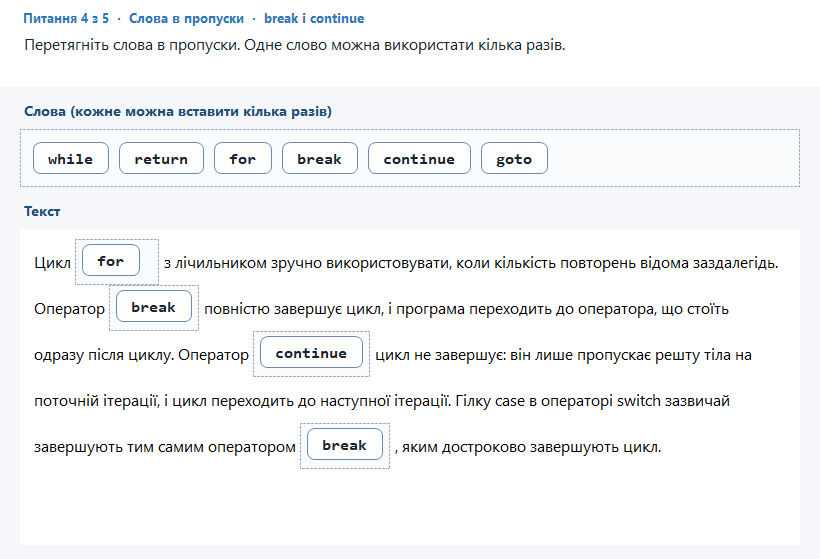 Питання 4 з 5 · Слова в пропуски · break і continue
Перетягніть слова в пропуски. Одне слово можна використати кілька разів.
Слова (кожне можна вставити кілька разів)
while return for break continue goto
Текст
Цикл for з лічильником зручно використовувати, коли кількість повторень відома заздалегідь.
Оператор break повністю завершує цикл, і програма переходить до оператора, що стоїть
одразу після циклу. Оператор continue цикл не завершує: він лише пропускає решту тіла на
поточній ітерації, і цикл переходить до наступної ітерації. Гілку case в операторі switch зазвичай
завершують тим самим оператором break , яким достроково завершують цикл.